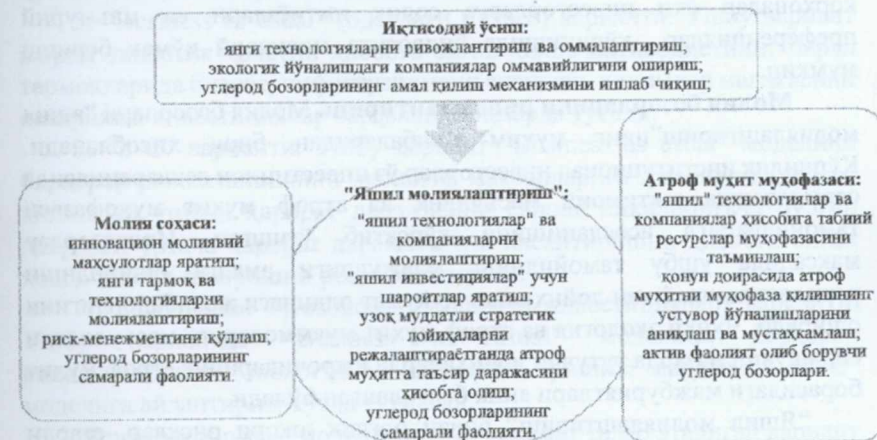 Иқтисодий ўсиш:
янги технологияларни ривожлантириш ва оммалаштириш;
экологик йўналишдаги компаниялар оммавийлигини ошириш;
углерод бозорларининг амал қилиш механизмини ишлаб чиқиш;
Молия соҳаси:
инновацион молиявий
маҳсулотлар яратиш;
янги тармоқ ва
технологияларни
риск-менежментини қўллаш;
углерод бозорларининг
самарали фаолияти.
"Яшил молиялаштириш":
"яшил технологиялар" ва
компанияларни
молиялаштириш;
"яшил инвестициялар" учун
шароитлар яратиш;
узоқ муддатли стратегик
лойиҳаларни
режалаштираётганда атроф
муҳитга таъсир даражасини
ҳисобга олиш;
углерод бозорларининг
самарали фаолияти.
Атроф муҳит муҳофазаси:
"яшил" технологиялар ва
компаниялар ҳисобига табиий
ресурслар муҳофазасини
таъминлаш;
қонун доирасида атроф
муҳитни муҳофаза қилишнинг
устувор йўналишларини
аниқлаш ва мустаҳкамлаш;
актив фаолият олиб борувчи
углерод бозорлари.